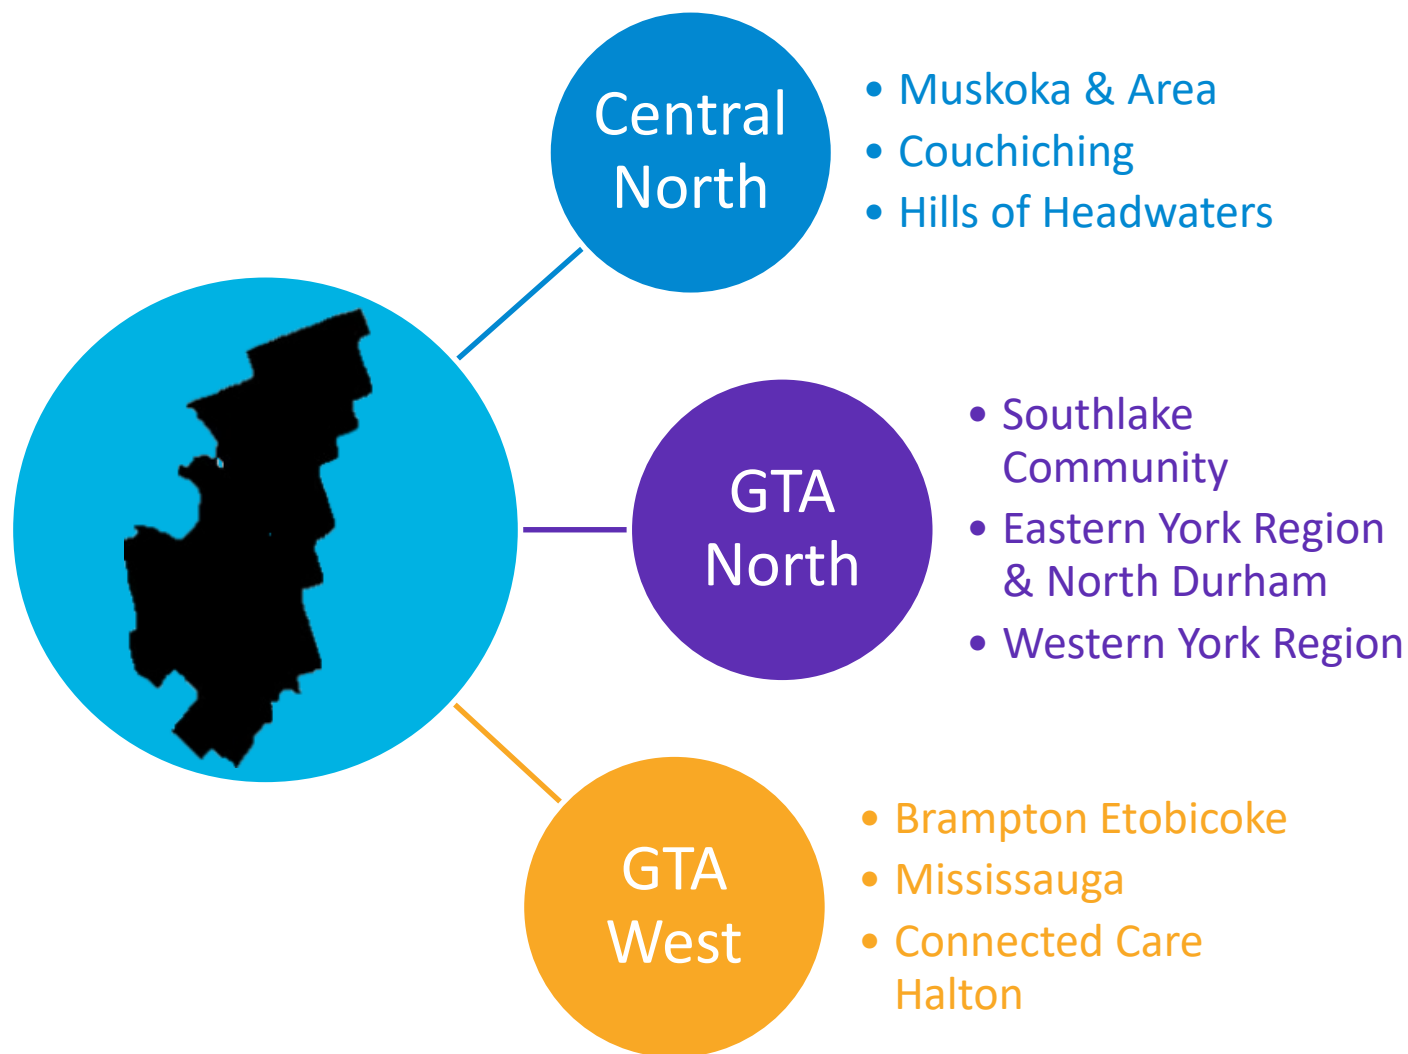 Central
North
• Muskoka & Area
• Couchiching
• Hills of Headwaters
GTA
North
• Southlake
Community
• Eastern York Region
& North Durham
• Western York Region
GTA
West
• Brampton Etobicoke
• Mississauga
• Connected Care
Halton